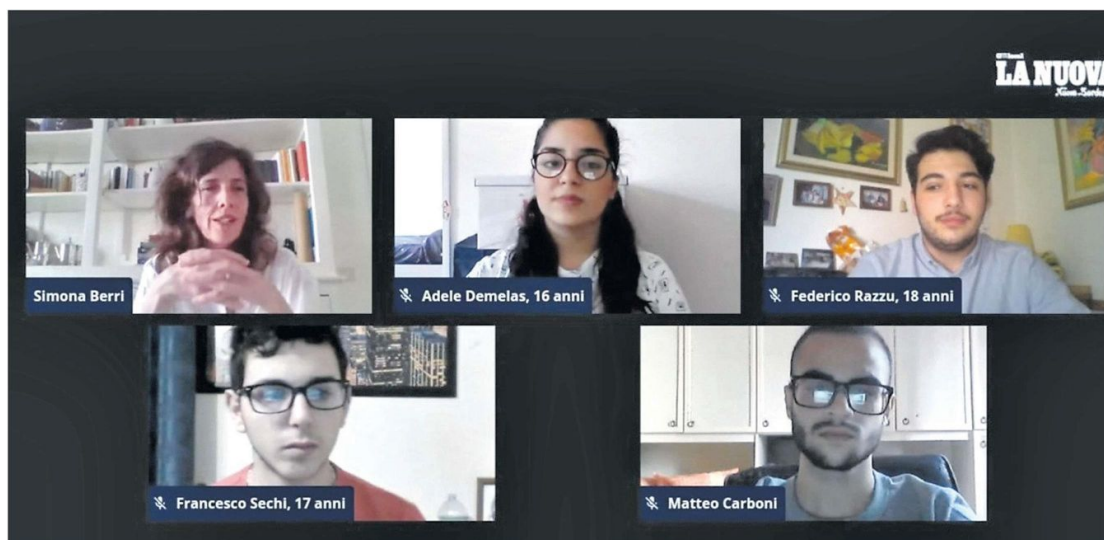 LA NUOVA
Simona Berri
Adele Demelas, 16 anni
Federico Razzu, 18 anni
Francesco Sechi, 17 anni
Matteo Carboni